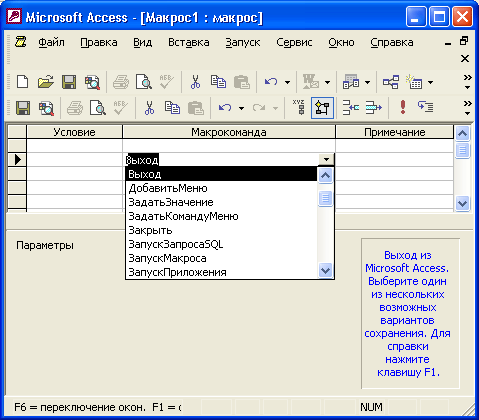 Microsoft Access - [Макрос1 : макрос]
Файл Правка Вид Вставка Запуск Сервис Окно Справка
Условие Макрокоманда Примечание
Выход
Выход
ДобавитьМеню
ЗадатьЗначение
ЗадатьКомандуМеню
Закрыть
ЗапускЗапросаSQL
ЗапускМакроса
ЗапускПриложения
Параметры
Выход из
Microsoft Access.
Выберите один
из нескольких
возможных
вариантов
сохранения. Для
справки
нажмите
клавишу F1.
F6 = переключение окон. F1 = с NUM